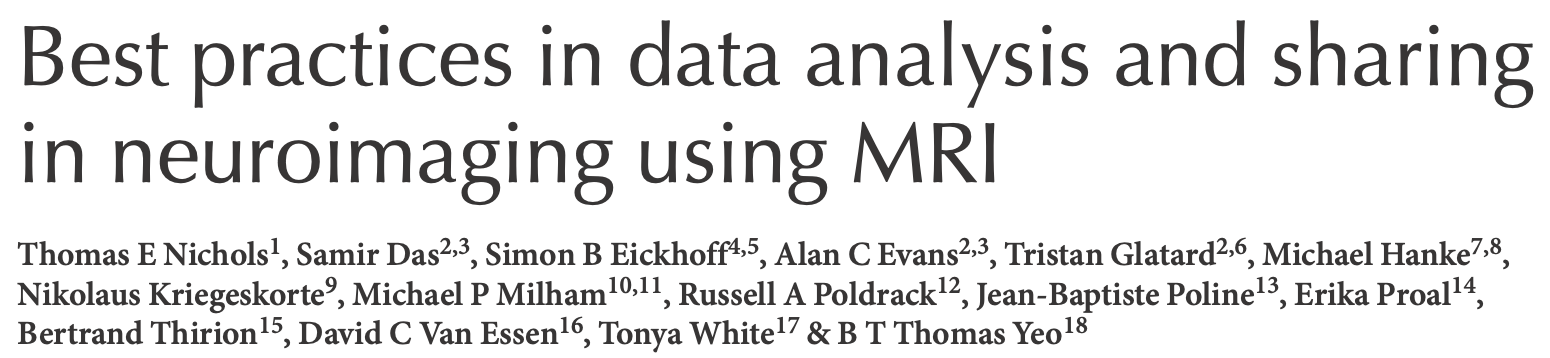 Best practices in data analysis and sharing
in neuroimaging using MRI
Thomas E Nichols¹, Samir Das²,³, Simon B Eickhoff⁴,⁵, Alan C Evans²,³, Tristan Glatard²,⁶, Michael Hanke⁷,⁸,
Nikolaus Kriegeskorte⁹, Michael P Milham¹⁰,¹¹, Russell A Poldrack¹², Jean-Baptiste Poline¹³, Erika Proal¹⁴,
Bertrand Thirion¹⁵, David C Van Essen¹⁶, Tonya White¹⁷ & B T Thomas Yeo¹⁸